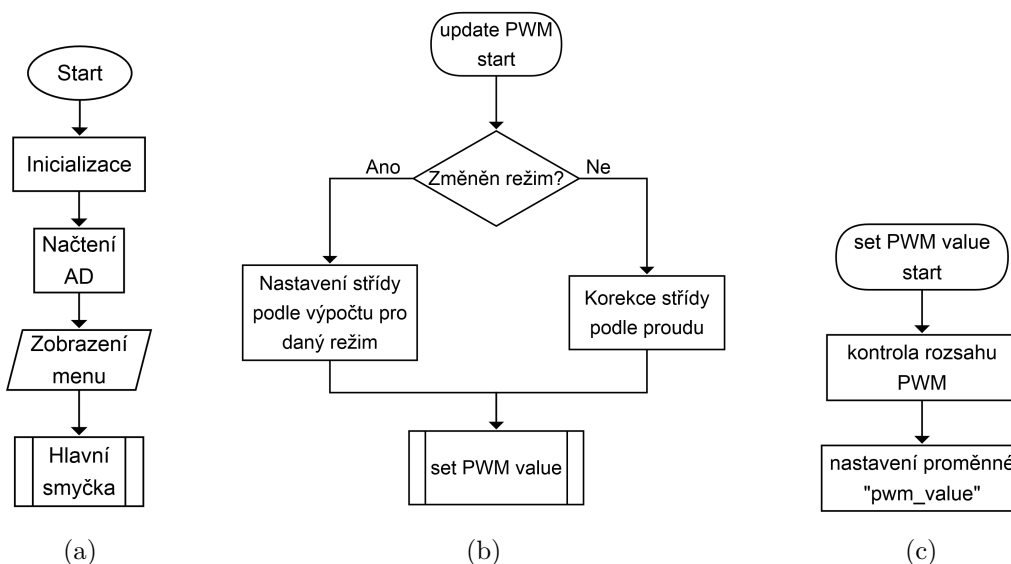 Start
Inicializace
Načtení
AD
Zobrazení
menu
Hlavní
smyčka
(a)
update PWM
start
Změněn režim?
Ano
Ne
Nastavení střídy
podle výpočtu pro
daný režim
Korekce střídy
podle proudu
set PWM value
(b)
set PWM value
start
kontrola rozsahu
PWM
nastavení proměnné
"pwm_value"
(c)